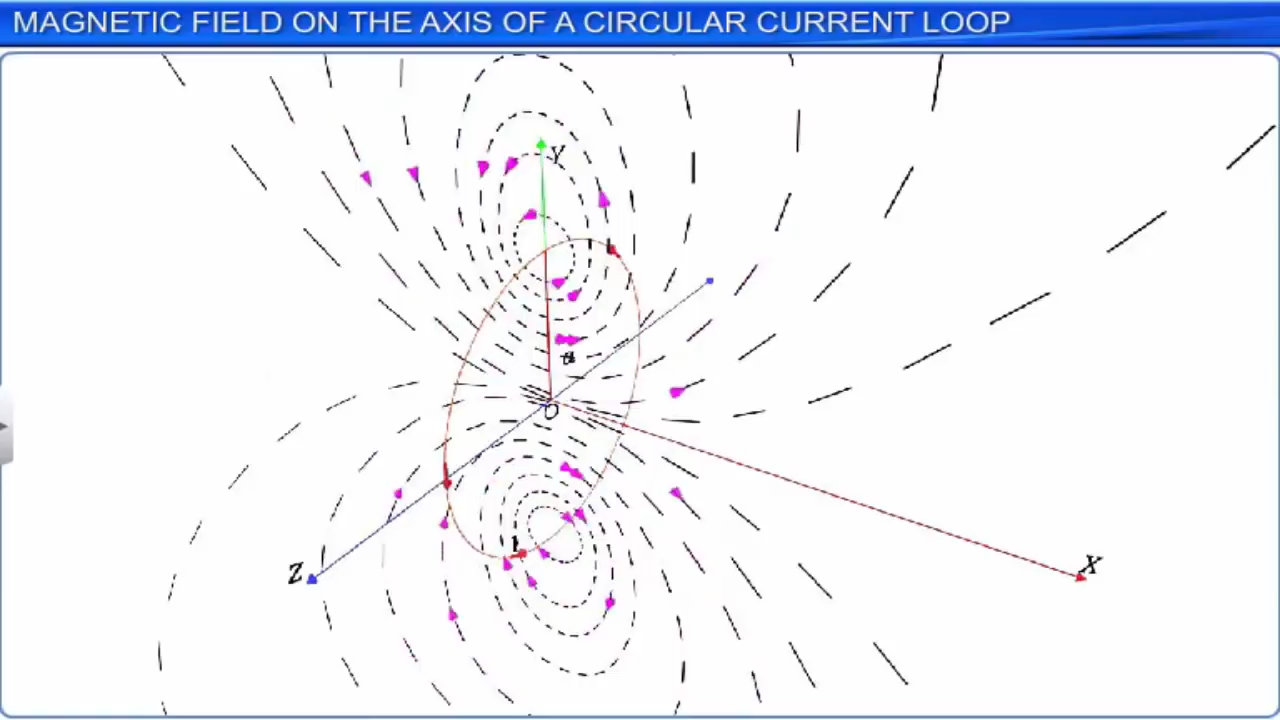 MAGNETIC FIELD ON THE AXIS OF A CIRCULAR CURRENT LOOP
Y
a
O
I
Z
X